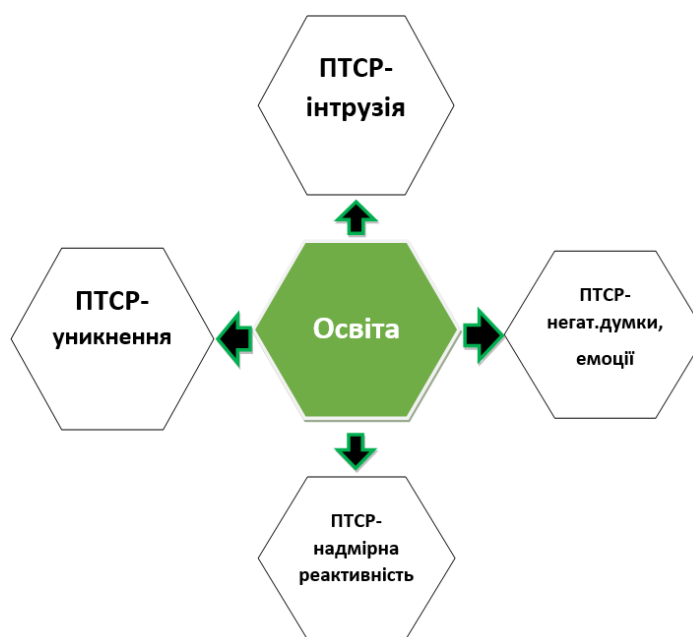 ПТСР-
інтрузія
ПТСР-
уникнення
Освіта
ПТСР-
негат.думки,
емоції
ПТСР-
надмірна
реактивність